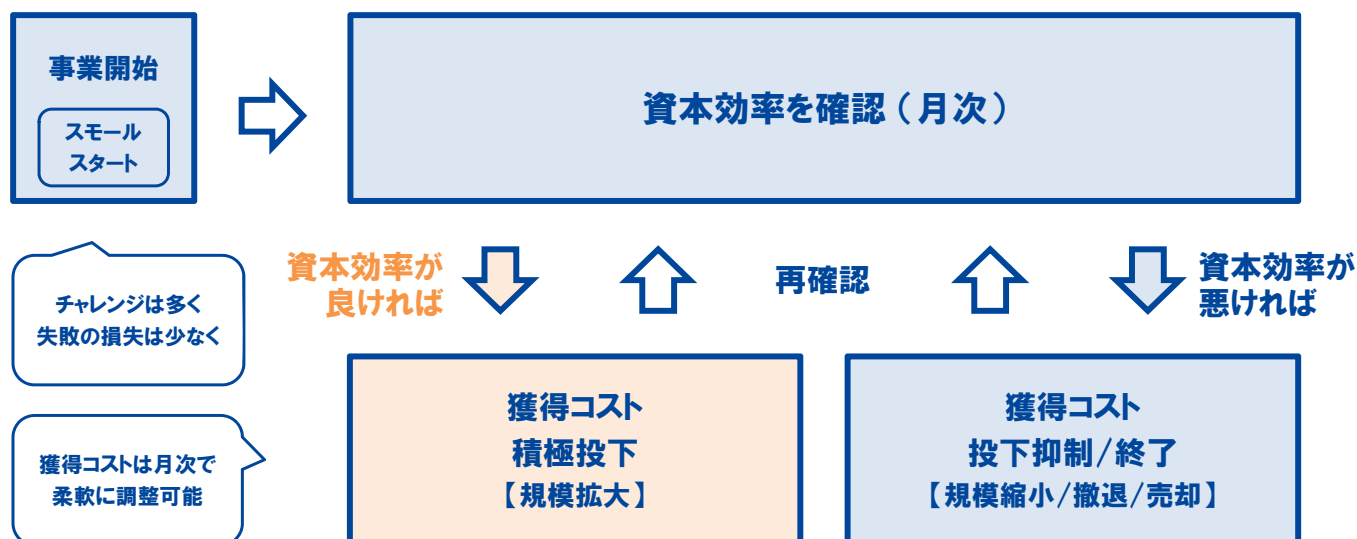 事業開始
スモール
スタート
資本効率を確認（月次）
チャレンジは多く
失敗の損失は少なく
獲得コストは月次で
柔軟に調整可能
資本効率が
良ければ
再確認
資本効率が
悪ければ
獲得コスト
積極投下
【規模拡大】
獲得コスト
投下抑制/終了
【規模縮小/撤退/売却】